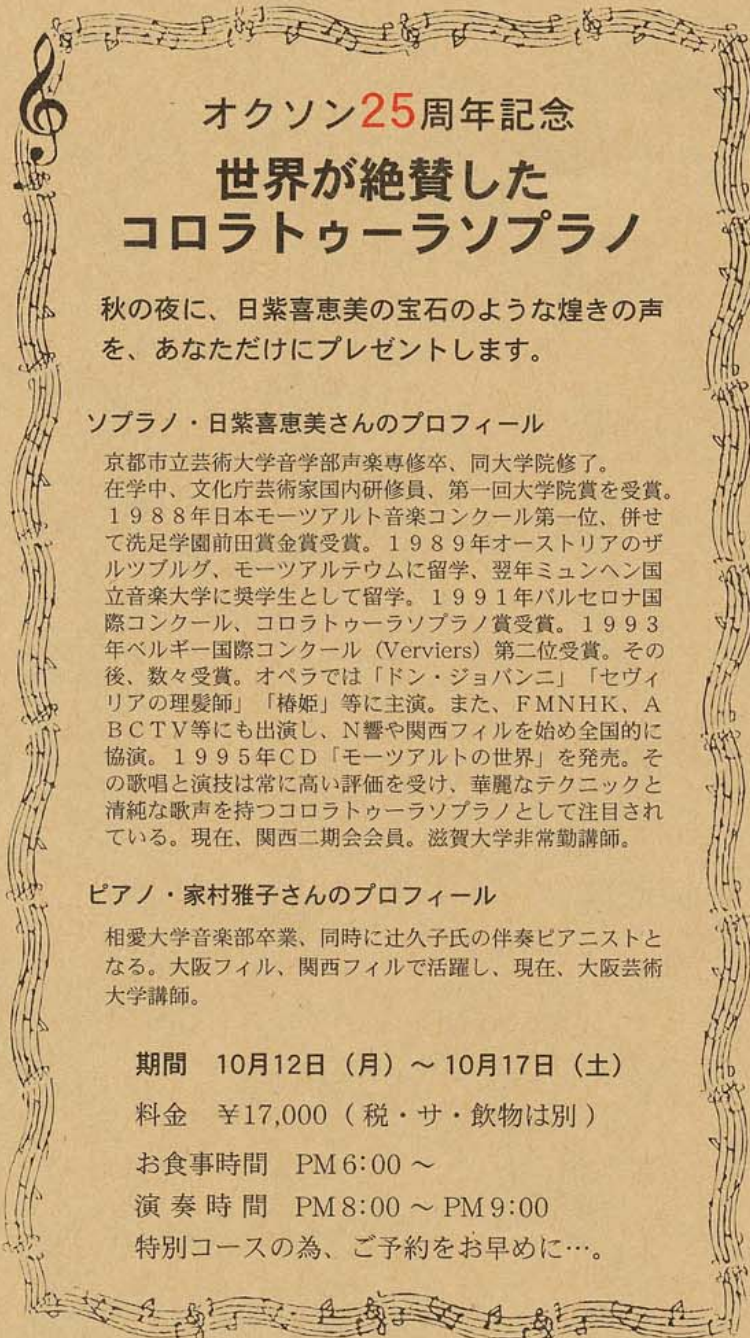 オクソン25周年記念
世界が絶賛した
コロラトゥーラソプラノ
秋の夜に、日紫喜恵美の宝石のような煌きの声
を、あなただけにプレゼントします。
ソプラノ・日紫喜恵美さんのプロフィール
京都市立芸術大学音学部声楽専修卒、同大学院修了。
在学中、文化庁芸術家国内研修員、第一回大学院賞を受賞。
1988年日本モーツアルト音楽コンクール第一位、併せ
て洗足学園前田賞金賞受賞。1989年オーストリアのザ
ルツブルグ、モーツアルテウムに留学、翌年ミュンヘン国
立音楽大学に奨学生として留学。1991年バルセロナ国
際コンクール、コロラトゥーラソプラノ賞受賞。1993
年ベルギー国際コンクール（Verviers）第二位受賞。その
後、数々受賞。オペラでは「ドン・ジョバンニ」「セヴィ
リアの理髪師」「椿姫」等に主演。また、FMNHK、A
BCTV等にも出演し、N響や関西フィルを始め全国的に
協演。1995年CD「モーツアルトの世界」を発売。そ
の歌唱と演技は常に高い評価を受け、華麗なテクニックと
清純な歌声を持つコロラトゥーラソプラノとして注目され
ている。現在、関西二期会会員。滋賀大学非常勤講師。
ピアノ・家村雅子さんのプロフィール
相愛大学音楽部卒業、同時に辻久子氏の伴奏ピアニストと
なる。大阪フィル、関西フィルで活躍し、現在、大阪芸術
大学講師。
期間　10月12日（月）～10月17日（土）
料金　￥17,000（税・サ・飲物は別）
お食事時間　PM6:00～
演奏時間　PM8:00～PM9:00
特別コースの為、ご予約をお早めに…。